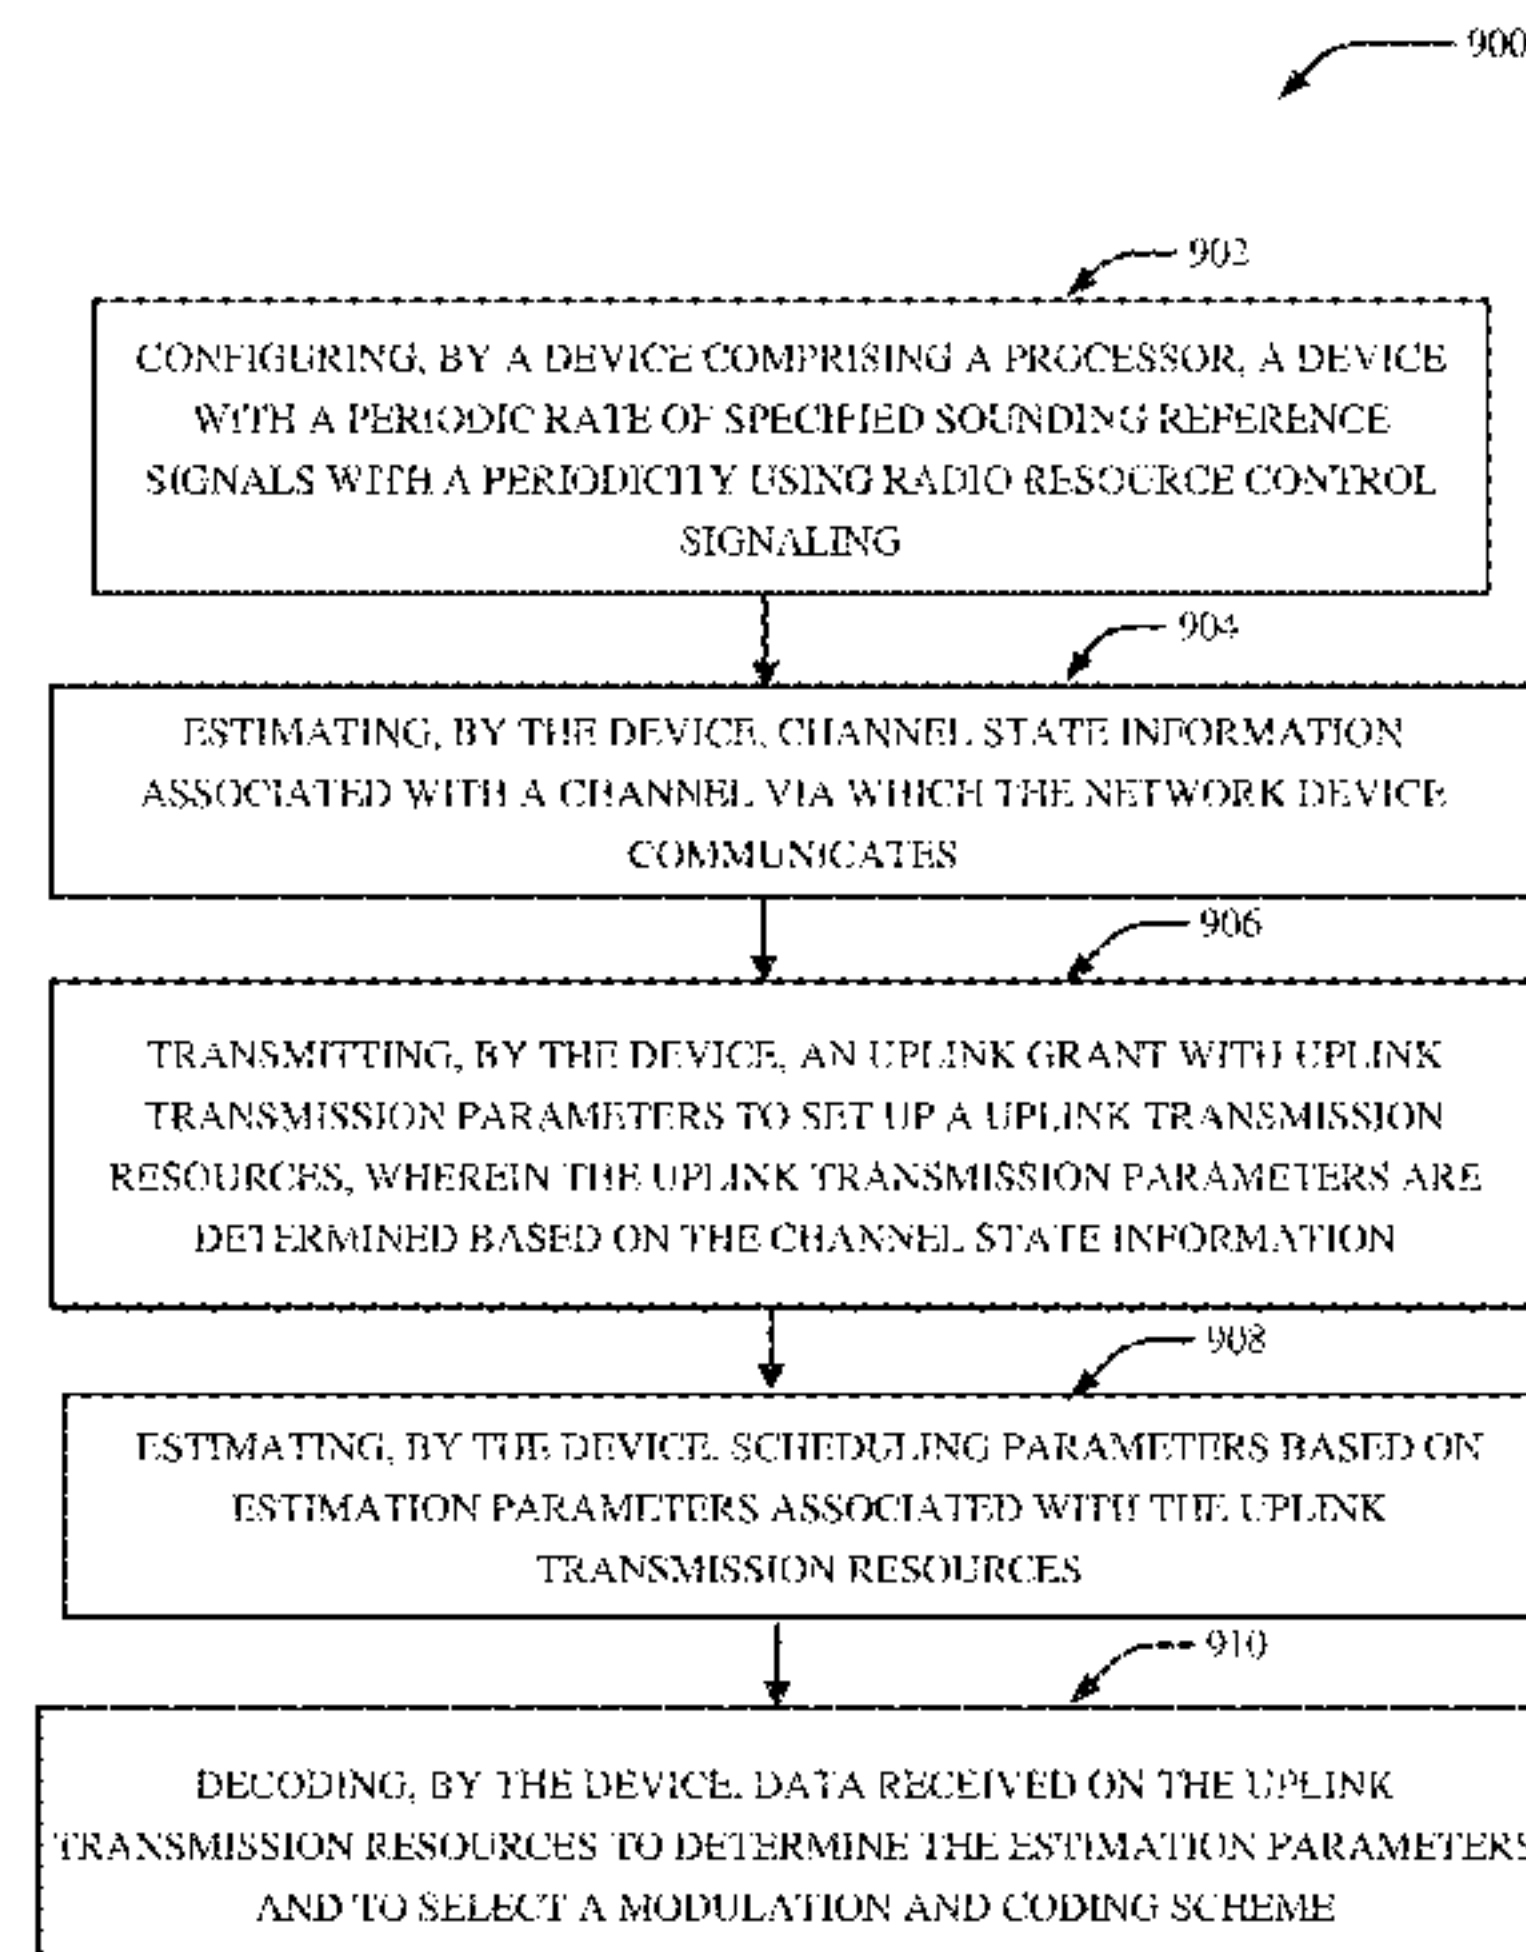 900
902
CONFIGURING, BY A DEVICE COMPRISING A PROCESSOR, A DEVICE
WITH A PERIODIC RATE OF SPECIFIED SOUNDING REFERENCE
SIGNALS WITH A PERIODICITY USING RADIO RESOURCE CONTROL
SIGNALING
904
ESTIMATING, BY THE DEVICE, CHANNEL STATE INFORMATION
ASSOCIATED WITH A CHANNEL VIA WHICH THE NETWORK DEVICE
COMMUNICATES
906
TRANSMITTING, BY THE DEVICE, AN UPLINK GRANT WITH UPLINK
TRANSMISSION PARAMETERS TO SET UP A UPLINK TRANSMISSION
RESOURCES, WHEREIN THE UPLINK TRANSMISSION PARAMETERS ARE
DETERMINED BASED ON THE CHANNEL STATE INFORMATION
908
ESTIMATING, BY THE DEVICE, SCHEDULING PARAMETERS BASED ON
ESTIMATION PARAMETERS ASSOCIATED WITH THE UPLINK
TRANSMISSION RESOURCES
910
DECODING, BY THE DEVICE, DATA RECEIVED ON THE UPLINK
TRANSMISSION RESOURCES TO DETERMINE THE ESTIMATION PARAMETERS
AND TO SELECT A MODULATION AND CODING SCHEME